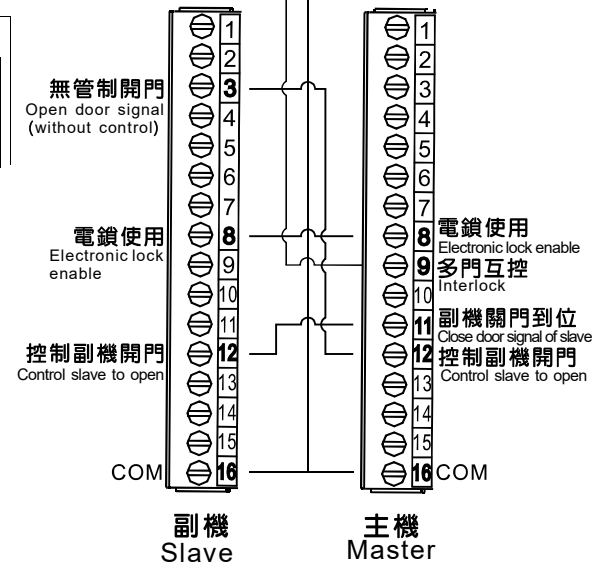 1
2
無管制開門 3
Open door signal
(without control)
4
5
6
7
電鎖使用 8
Electronic lock
enable
9
10
11
控制副機開門 12
Control slave to open
13
14
15
COM 16
副機
Slave
1
2
3
4
5
6
7
8 電鎖使用
Electronic lock enable
9 多門互控
Interlock
10
11 副機關門到位
Close door signal of slave
12 控制副機開門
Control slave to open
13
14
15
16 COM
主機
Master